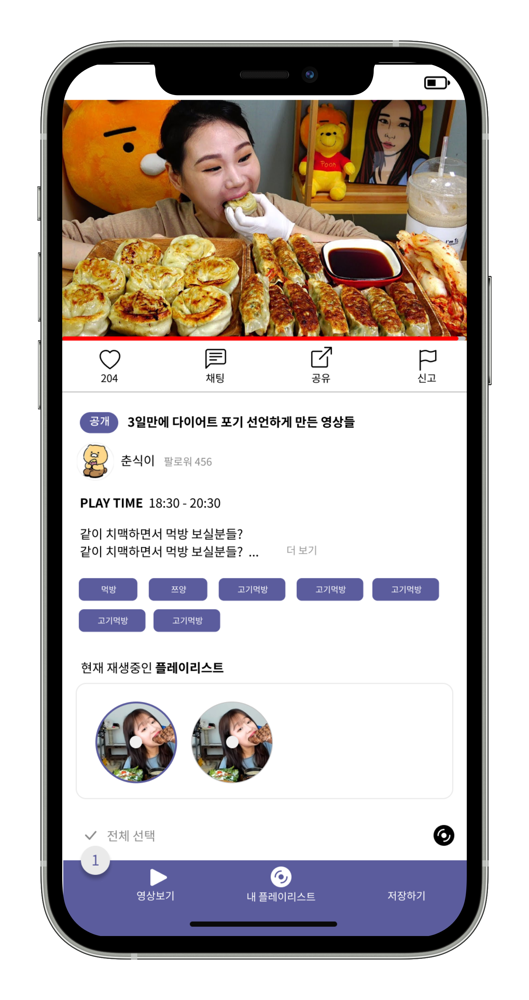 Pooh
I'm 1L
204
채팅
공유
신고
공개
3일만에 다이어트 포기 선언하게 만든 영상들
춘식이 팔로워 456
PLAY TIME 18:30 - 20:30
같이 치맥하면서 먹방 보실분들?
같이 치맥하면서 먹방 보실분들? ... 더 보기
먹방 쯔양 고기먹방 고기먹방 고기먹방
고기먹방 고기먹방
현재 재생중인 플레이리스트
전체 선택
1
영상보기 내 플레이리스트 저장하기